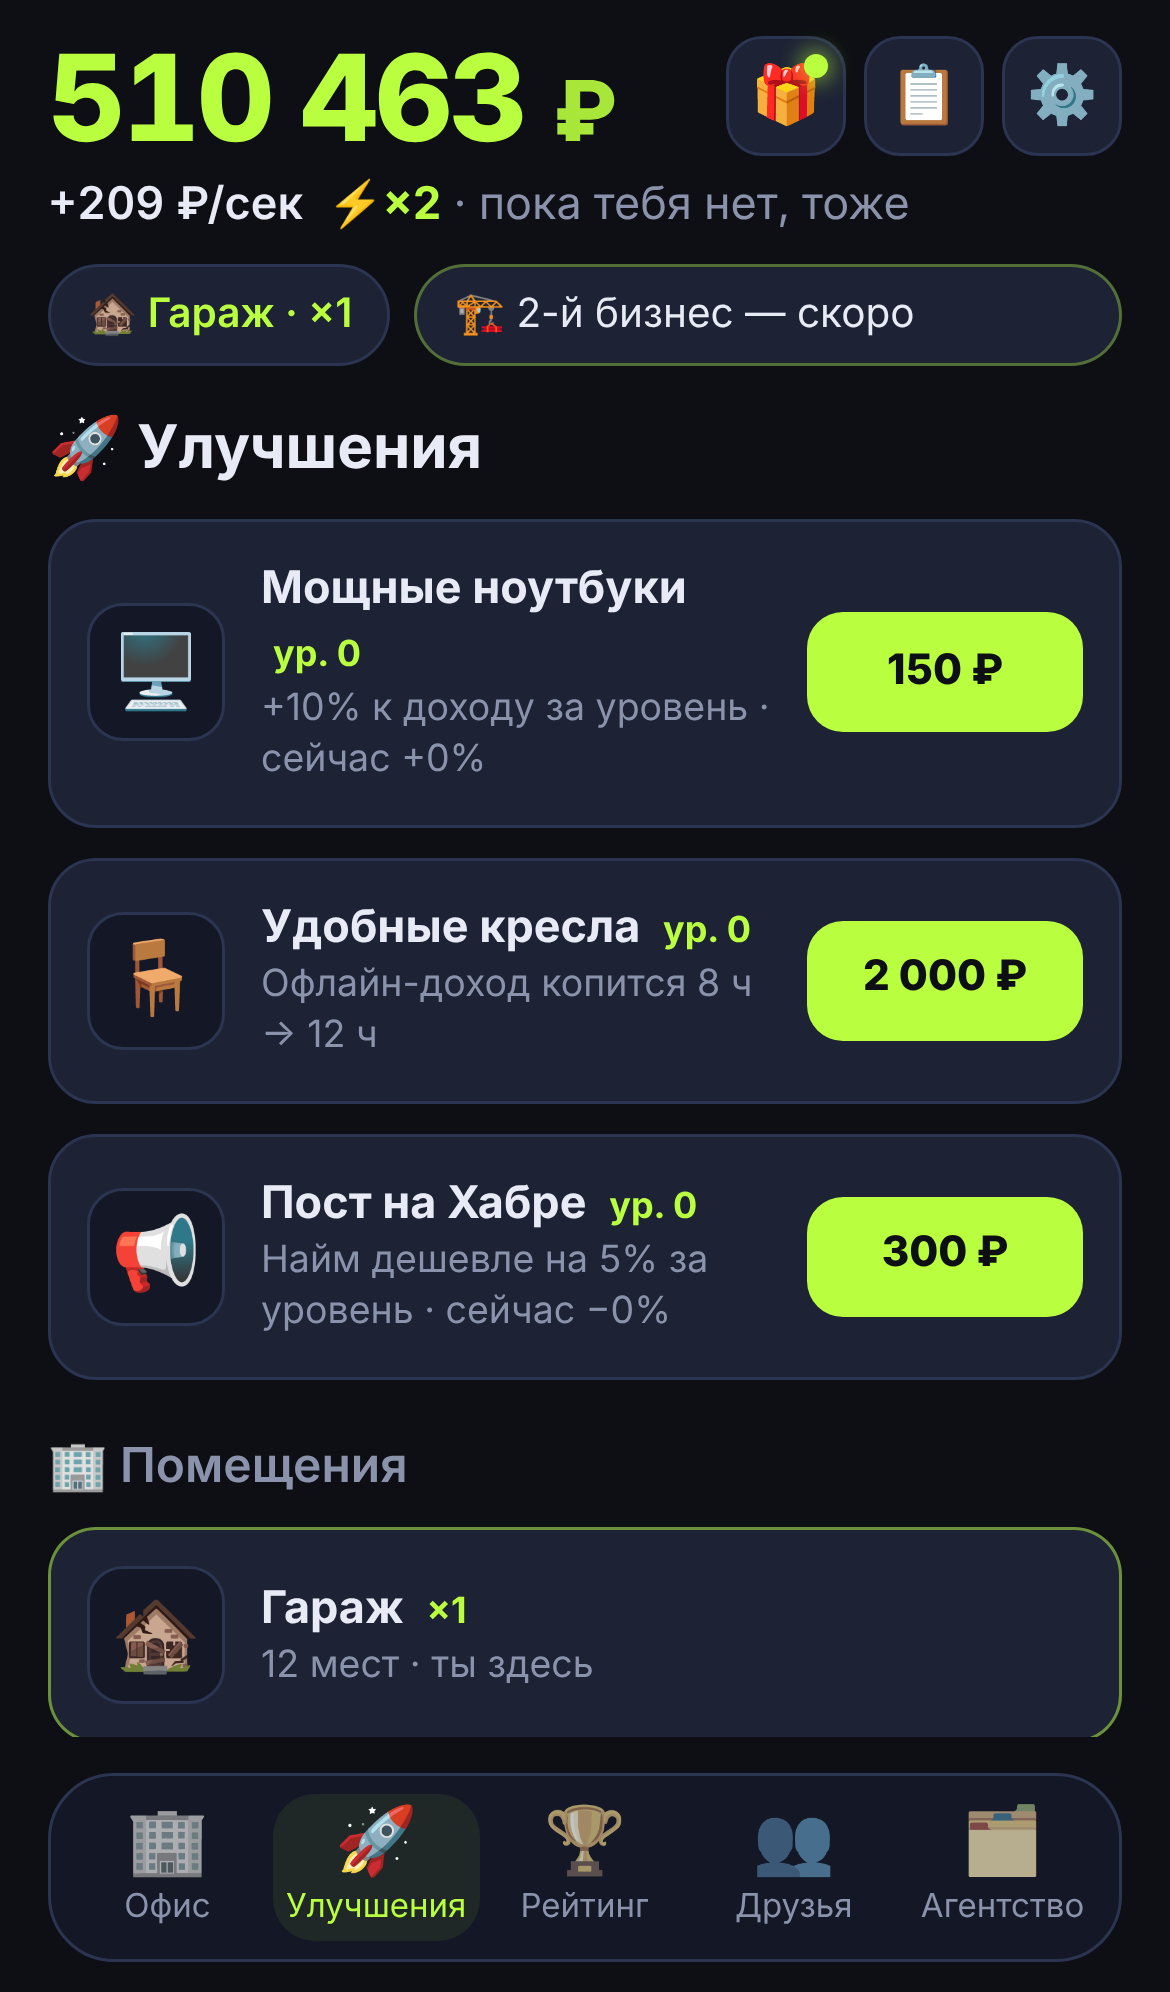 510 463 ₽
+209 ₽/сек ⚡×2 · пока тебя нет, тоже
Гараж · ×1
2-й бизнес — скоро
Улучшения
Мощные ноутбуки
ур. 0
+10% к доходу за уровень ·
сейчас +0%
150 ₽
Удобные кресла ур. 0
Офлайн-доход копится 8 ч
→ 12 ч
2 000 ₽
Пост на Хабре ур. 0
Найм дешевле на 5% за
уровень · сейчас −0%
300 ₽
Помещения
Гараж ×1
12 мест · ты здесь
Офис
Улучшения
Рейтинг
Друзья
Агентство